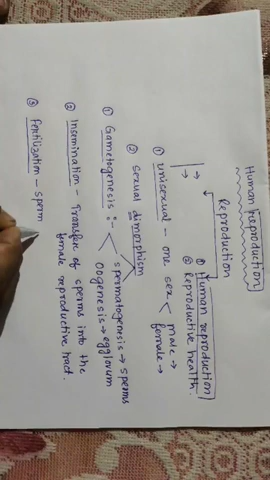 Human Reproduction
Reproduction
① Human reproduction
② Reproductive health.
① Unisexual - one sex < male →
female →
② Sexual dimorphism
① Gametogenesis :- < spermatogenesis → sperms
Oogenesis → egg/ovum
② Insemination - Transfer of sperms into the
female reproductive tract.
③ Fertilization - sperm